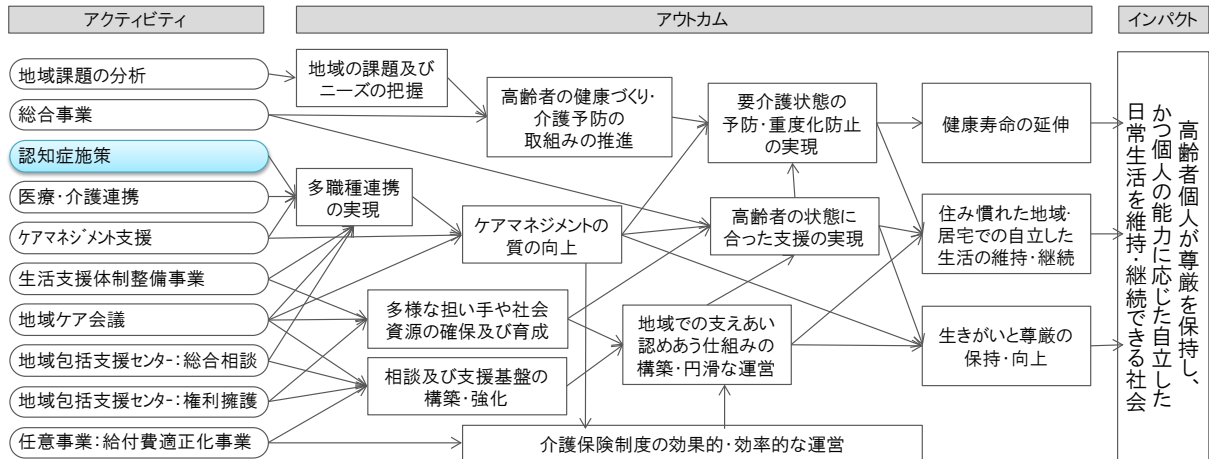 アクティビティ
アウトカム
インパクト
地域課題の分析
総合事業
認知症施策
医療・介護連携
ケアマネジメント支援
生活支援体制整備事業
地域ケア会議
地域包括支援センター：総合相談
地域包括支援センター：権利擁護
任意事業：給付費適正化事業
地域の課題及び
ニーズの把握
多職種連携
の実現
高齢者の健康づくり・
介護予防の
取組みの推進
ケアマネジメントの
質の向上
多様な担い手や社会
資源の確保及び育成
相談及び支援基盤の
構築・強化
要介護状態の
予防・重度化防止
の実現
高齢者の状態に
合った支援の実現
地域での支えあい
認めあう仕組みの
構築・円滑な運営
介護保険制度の効果的・効率的な運営
健康寿命の延伸
住み慣れた地域・
居宅での自立した
生活の維持・継続
生きがいと尊厳の
保持・向上
高齢者個人が尊厳を保持し、
かつ個人の能力に応じた自立した
日常生活を維持・継続できる社会